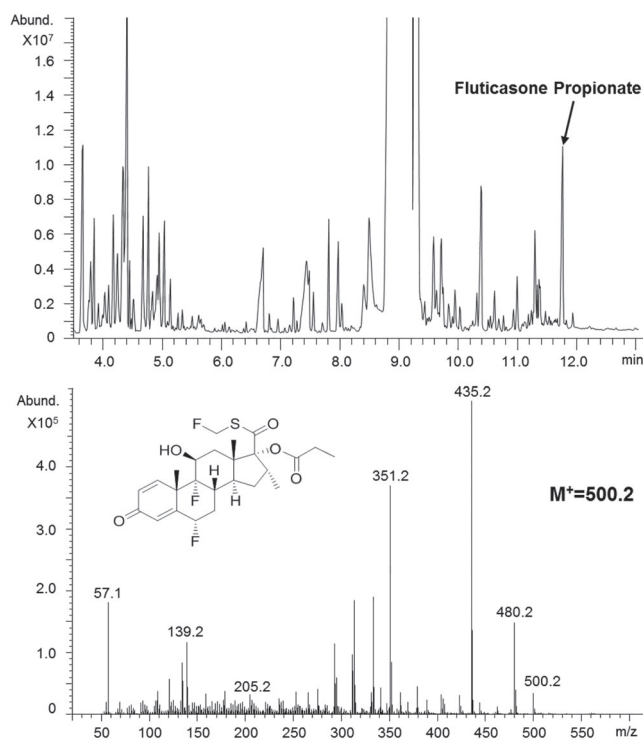 Abund.
X10⁷
1.6
1.4
1.2
1.0
0.8
0.6
0.4
0.2
0
Fluticasone Propionate
4.0 5.0 6.0 7.0 8.0 9.0 10.0 11.0 12.0 min
Abund.
X10⁵
4.0
3.0
2.0
1.0
0
435.2
351.2
M⁺=500.2
57.1
139.2
205.2
480.2
500.2
F S O
HO O
H O
F H
O
F
50 100 150 200 250 300 350 400 450 500 550 600 m/z